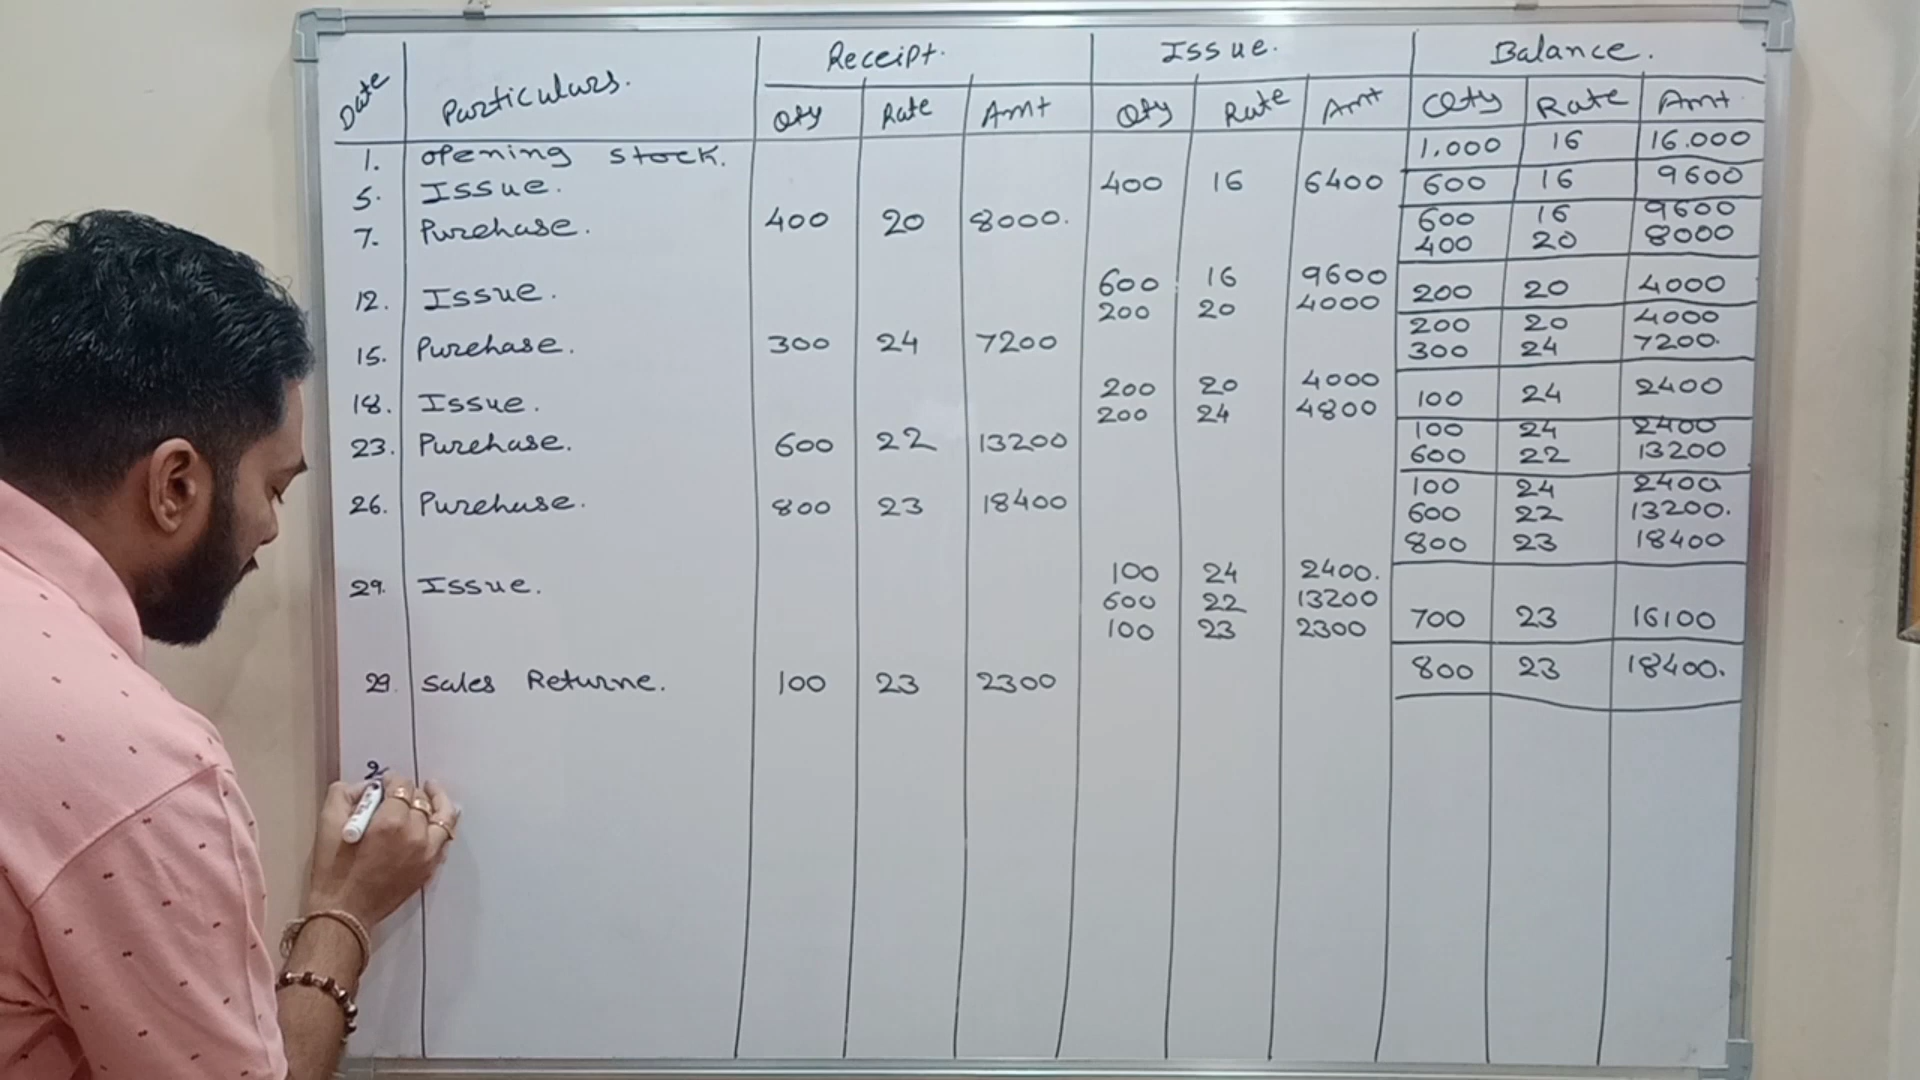 Date Particulars. Receipt. Issue. Balance.
Qty Rate Amt Qty Rate Amt Qty Rate Amt
1. Opening Stock. 1,000 16 16.000
5. Issue. 400 16 6400 600 16 9600
7. Purchase. 400 20 8000. 600 16 9600
400 20 8000
12. Issue. 600 16 9600 200 20 4000
200 20 4000
15. Purchase. 300 24 7200 200 20 4000
300 24 7200.
18. Issue. 200 20 4000 100 24 2400
200 24 4800
23. Purchase. 600 22 13200 100 24 2400
600 22 13200
26. Purchase. 800 23 18400 100 24 2400
600 22 13200.
800 23 18400
29. Issue. 100 24 2400.
600 22 13200 700 23 16100
100 23 2300
29. Sales Returne. 100 23 2300 800 23 18400.
2